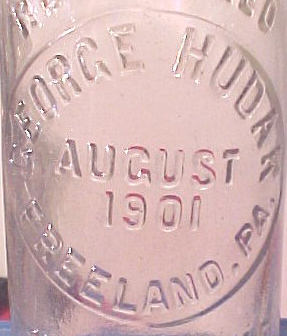 GEORGE HUDAK
AUGUST
1901
FREELAND, PA.